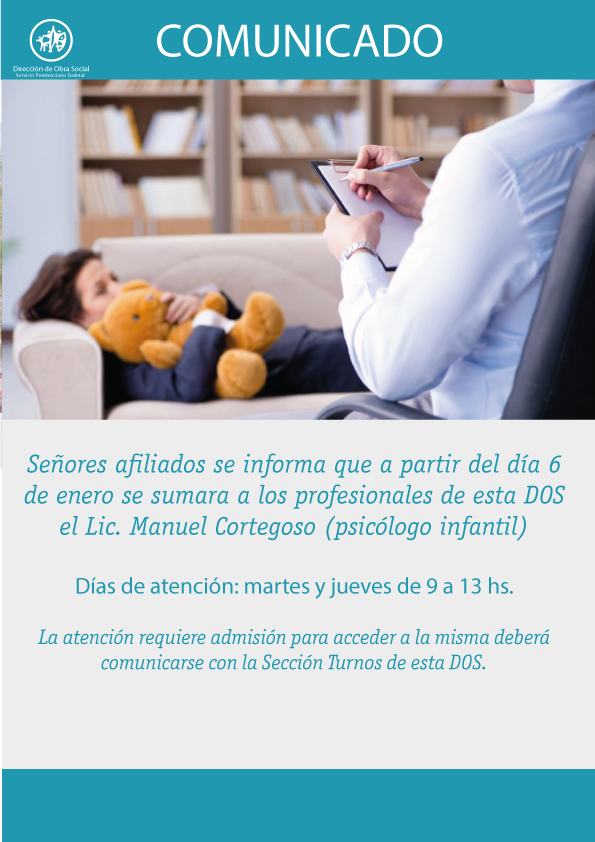 COMUNICADO
Dirección de Obra Social
Servicio Penitenciario Federal
Señores afiliados se informa que a partir del día 6
de enero se sumara a los profesionales de esta DOS
el Lic. Manuel Cortegoso (psicólogo infantil)
Días de atención: martes y jueves de 9 a 13 hs.
La atención requiere admisión para acceder a la misma deberá
comunicarse con la Sección Turnos de esta DOS.